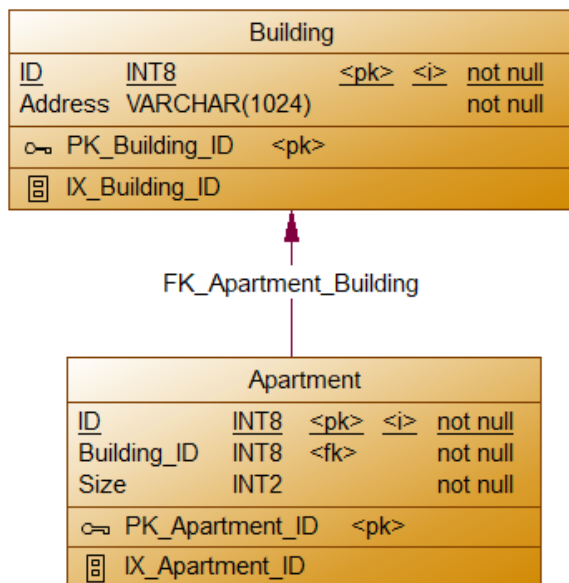 Building
ID INT8 <pk> <i> not null
Address VARCHAR(1024) not null
PK_Building_ID <pk>
IX_Building_ID
FK_Apartment_Building
Apartment
ID INT8 <pk> <i> not null
Building_ID INT8 <fk> not null
Size INT2 not null
PK_Apartment_ID <pk>
IX_Apartment_ID